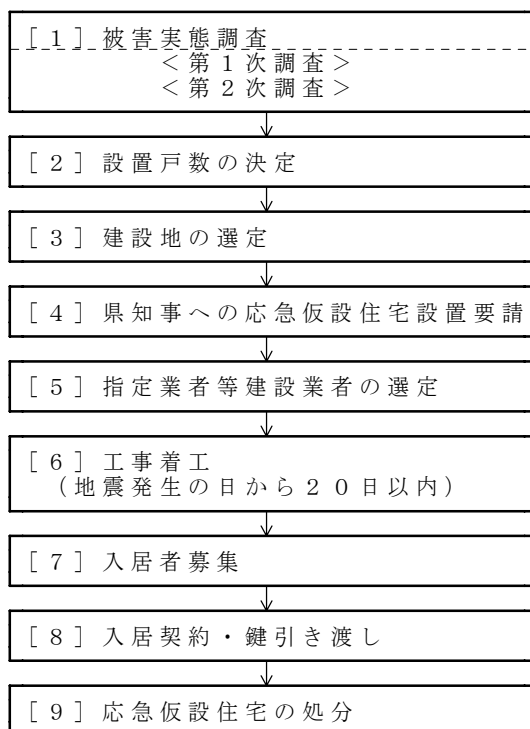 [１]被害実態調査
＜第１次調査＞
＜第２次調査＞
[２]設置戸数の決定
[３]建設地の選定
[４]県知事への応急仮設住宅設置要請
[５]指定業者等建設業者の選定
[６]工事着工
(地震発生の日から２０日以内)
[７]入居者募集
[８]入居契約・鍵引き渡し
[９]応急仮設住宅の処分